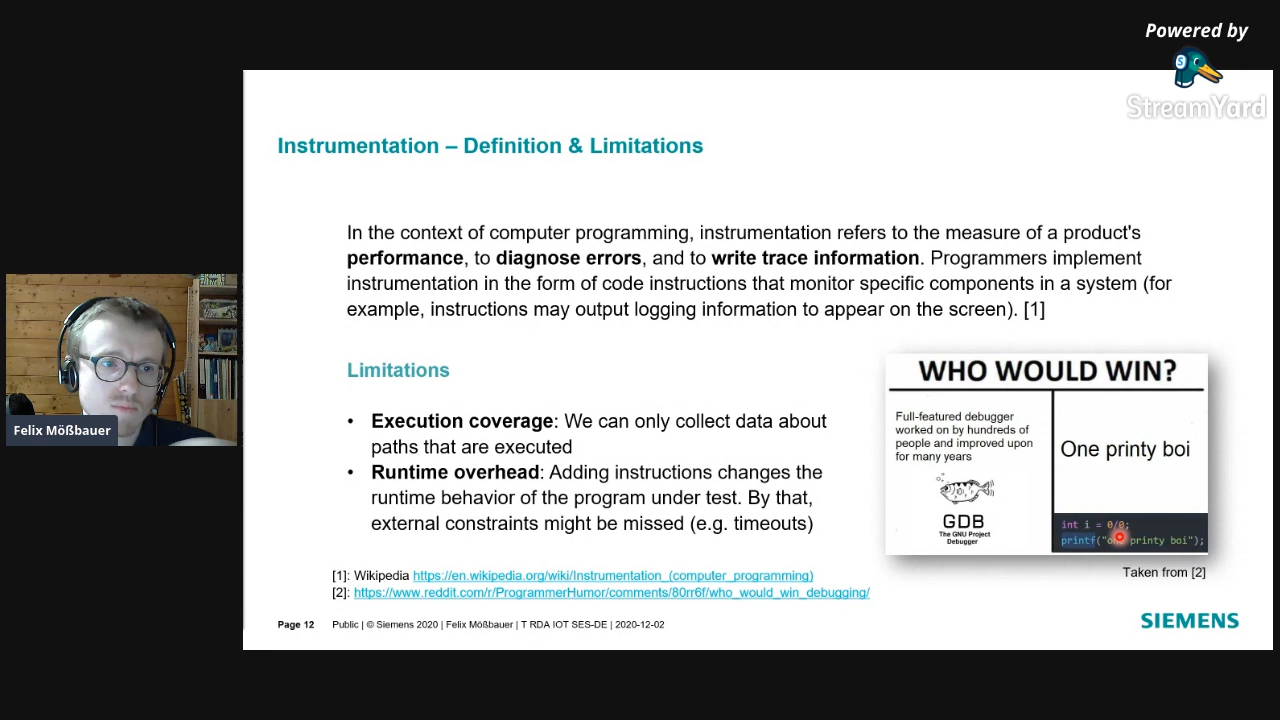 Powered by
StreamYard
Instrumentation – Definition & Limitations
In the context of computer programming, instrumentation refers to the measure of a product's
performance, to diagnose errors, and to write trace information. Programmers implement
instrumentation in the form of code instructions that monitor specific components in a system (for
example, instructions may output logging information to appear on the screen). [1]
Limitations
• Execution coverage: We can only collect data about
paths that are executed
• Runtime overhead: Adding instructions changes the
runtime behavior of the program under test. By that,
external constraints might be missed (e.g. timeouts)
WHO WOULD WIN?
Full-featured debugger
worked on by hundreds of
people and improved upon
for many years
GDB
The GNU Project
Debugger
One printy boi
int i = 0/0;
printf("one printy boi");
Taken from [2]
[1]: Wikipedia https://en.wikipedia.org/wiki/Instrumentation_(computer_programming)
[2]: https://www.reddit.com/r/ProgrammerHumor/comments/80rr6f/who_would_win_debugging/
Page 12 Public | © Siemens 2020 | Felix Mößbauer | T RDA IOT SES-DE | 2020-12-02
SIEMENS
Felix Mößbauer